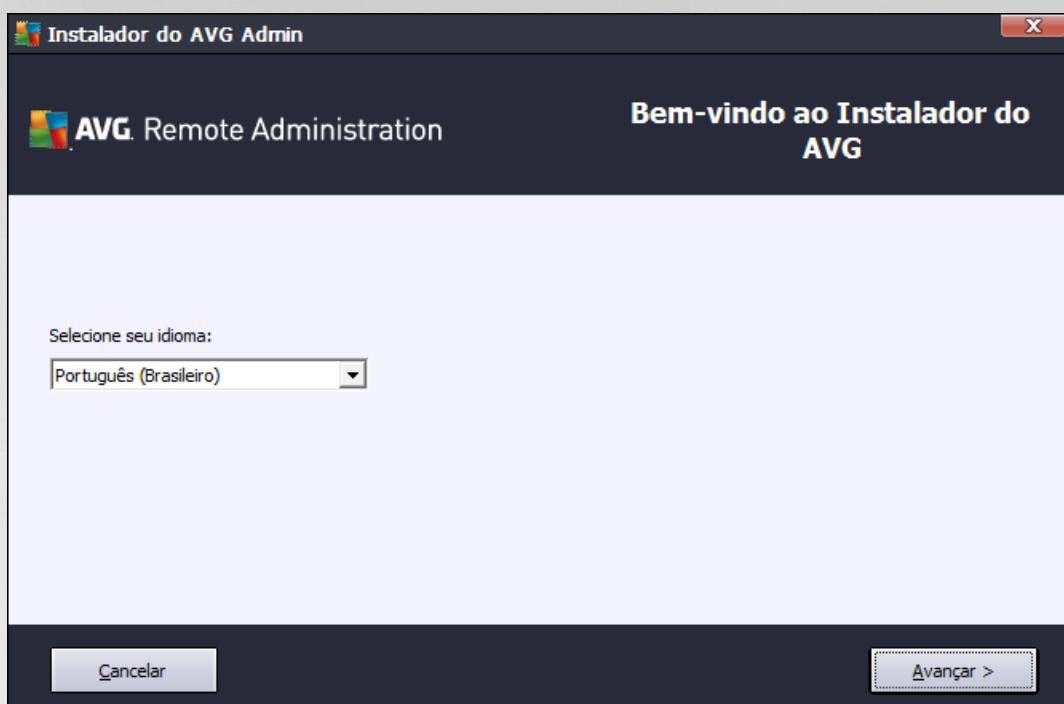 Instalador do AVG Admin
AVG. Remote Administration
Bem-vindo ao Instalador do
AVG
Selecione seu idioma:
Português (Brasileiro)
Cancelar
Avançar >